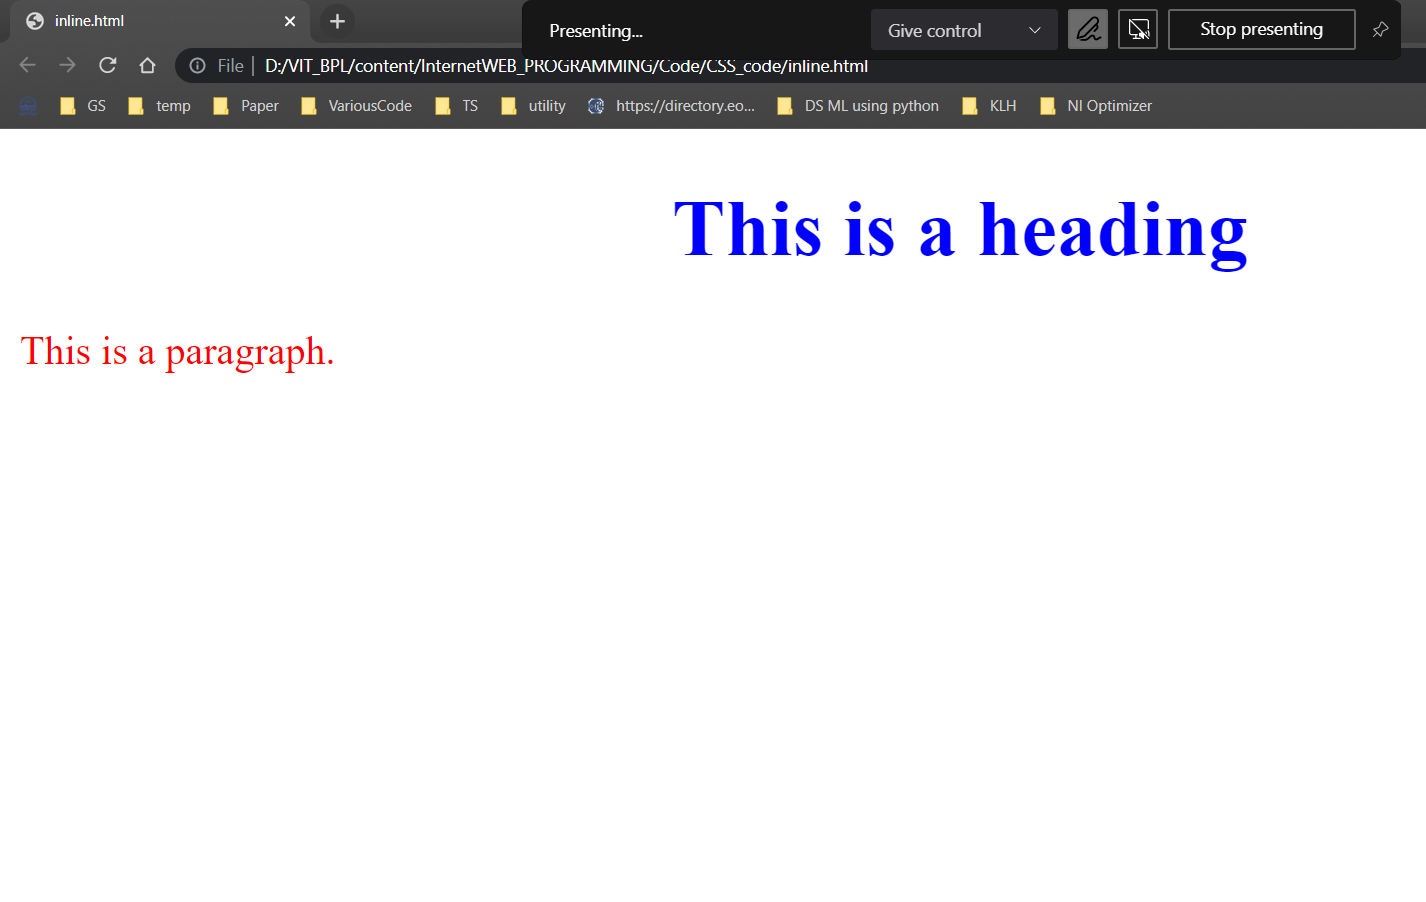 inline.html
Presenting...
Give control
Stop presenting
File
D:/VIT_BPL/content/InternetWEB_PROGRAMMING/Code/CSS_code/inline.html
GS temp Paper VariousCode TS utility https://directory.eo... DS ML using python KLH NI Optimizer
This is a heading
This is a paragraph.